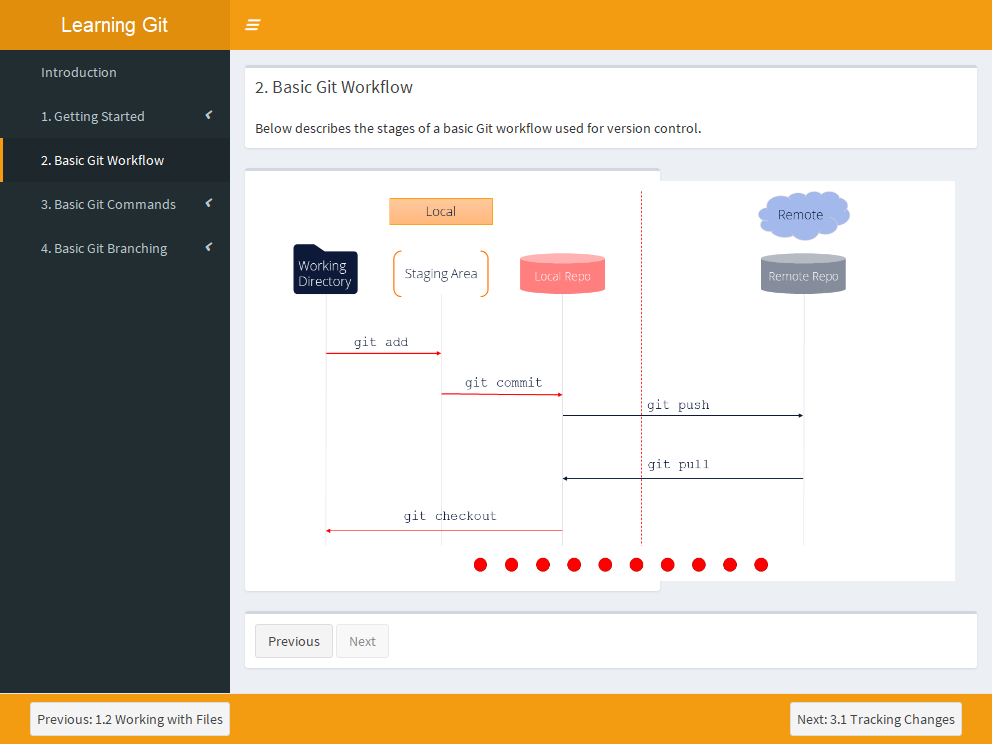 Learning Git
Introduction
1. Getting Started
2. Basic Git Workflow
3. Basic Git Commands
4. Basic Git Branching
2. Basic Git Workflow
Below describes the stages of a basic Git workflow used for version control.
Local
Remote
Working
Directory
Staging Area
Local Repo
Remote Repo
git add
git commit
git push
git pull
git checkout
Previous
Next
Previous: 1.2 Working with Files
Next: 3.1 Tracking Changes